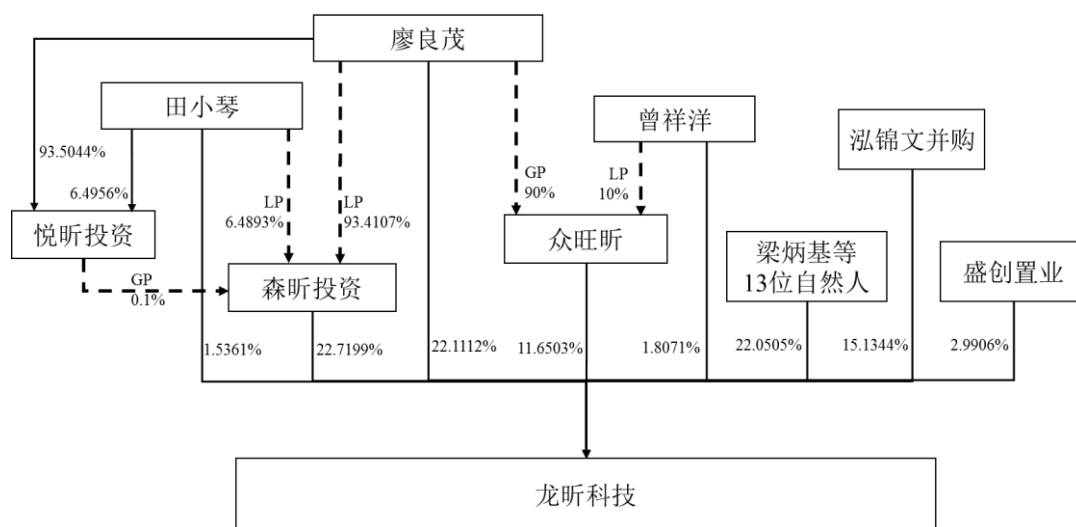 廖良茂
田小琴
曾祥洋
泓锦文并购
93.5044%
6.4956%
LP
6.4893%
LP
93.4107%
GP
90%
LP
10%
悦昕投资
众旺昕
梁炳基等
13位自然人
盛创置业
GP
0.1%
森昕投资
1.5361%
22.7199%
22.1112%
11.6503%
1.8071%
22.0505%
15.1344%
2.9906%
龙昕科技